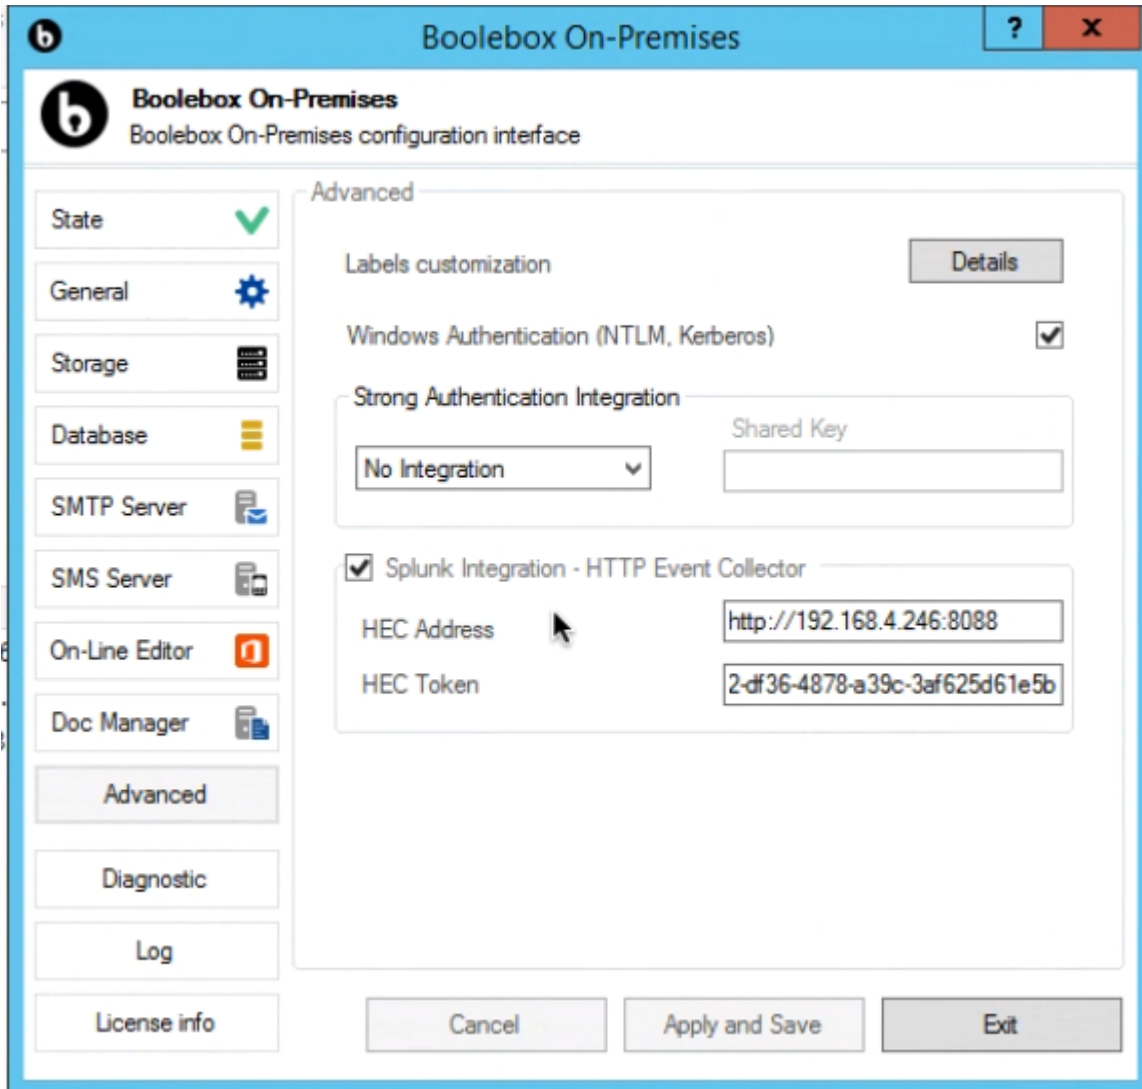 Boolebox On-Premises
?
x
Boolebox On-Premises
Boolebox On-Premises configuration interface
State
General
Storage
Database
SMTP Server
SMS Server
On-Line Editor
Doc Manager
Advanced
Diagnostic
Log
License info
Advanced
Labels customization
Details
Windows Authentication (NTLM, Kerberos)
Strong Authentication Integration
Shared Key
No Integration
Splunk Integration - HTTP Event Collector
HEC Address
http://192.168.4.246:8088
HEC Token
2-df36-4878-a39c-3af625d61e5b
Cancel
Apply and Save
Exit